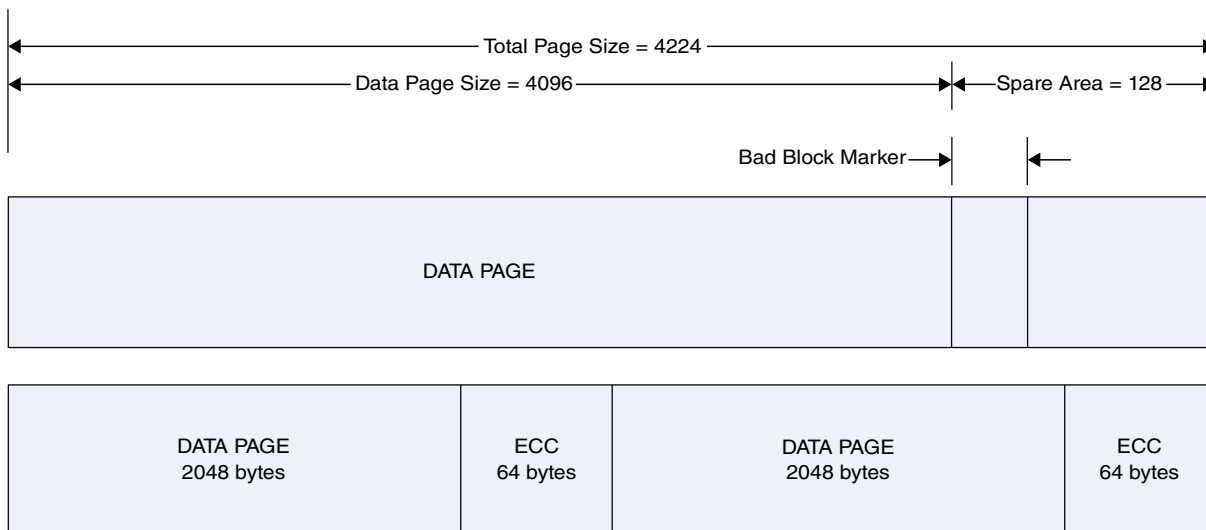 Total Page Size = 4224
Data Page Size = 4096
Spare Area = 128
Bad Block Marker
DATA PAGE
DATA PAGE
2048 bytes
ECC
64 bytes
DATA PAGE
2048 bytes
ECC
64 bytes